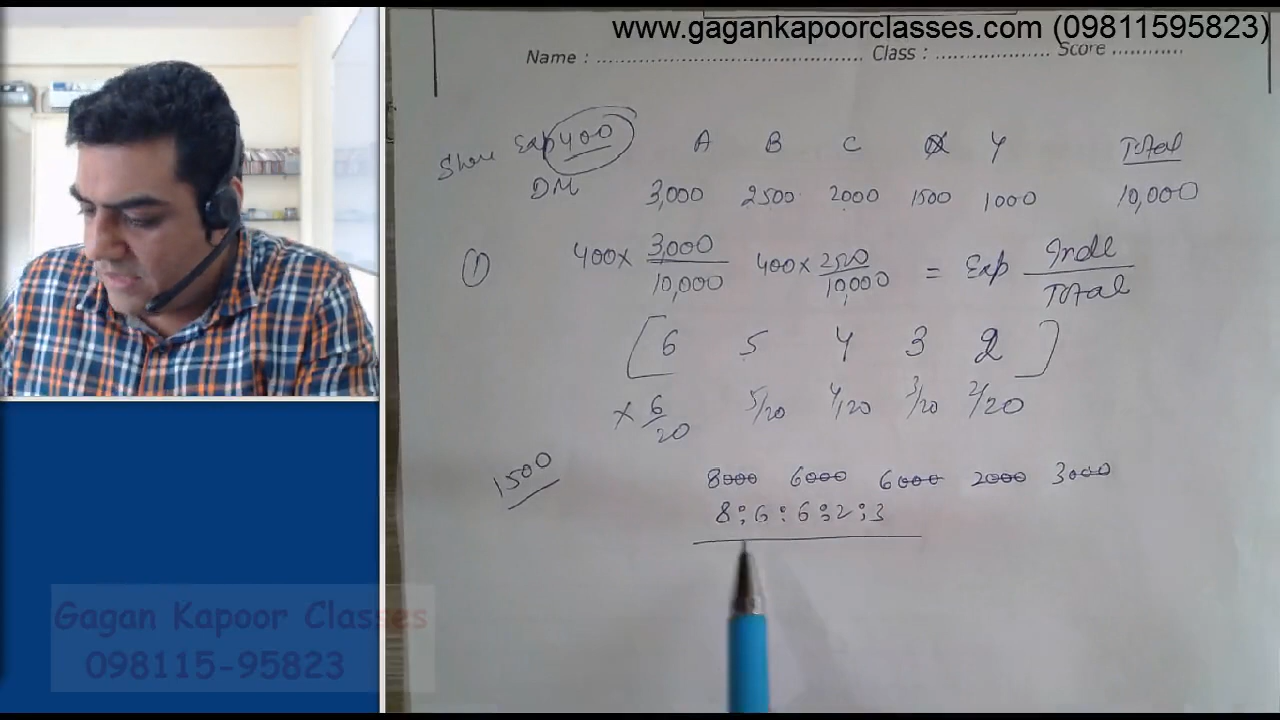 www.gagankapoorclasses.com (09811595823)
Name : .................................................. Class : ..................... Score ............
Share Exp 400 A B C X Y Total
DM 3,000 2500 2000 1500 1000 10,000
① 400× 3,000/10,000 400× 2500/10,000 = Exp Indl/Total
[6 5 4 3 2]
× 6/20 5/20 4/20 3/20 2/20
1500 8000 6000 6000 2000 3000
8:6:6:2:3
Gagan Kapoor Classes
098115-95823